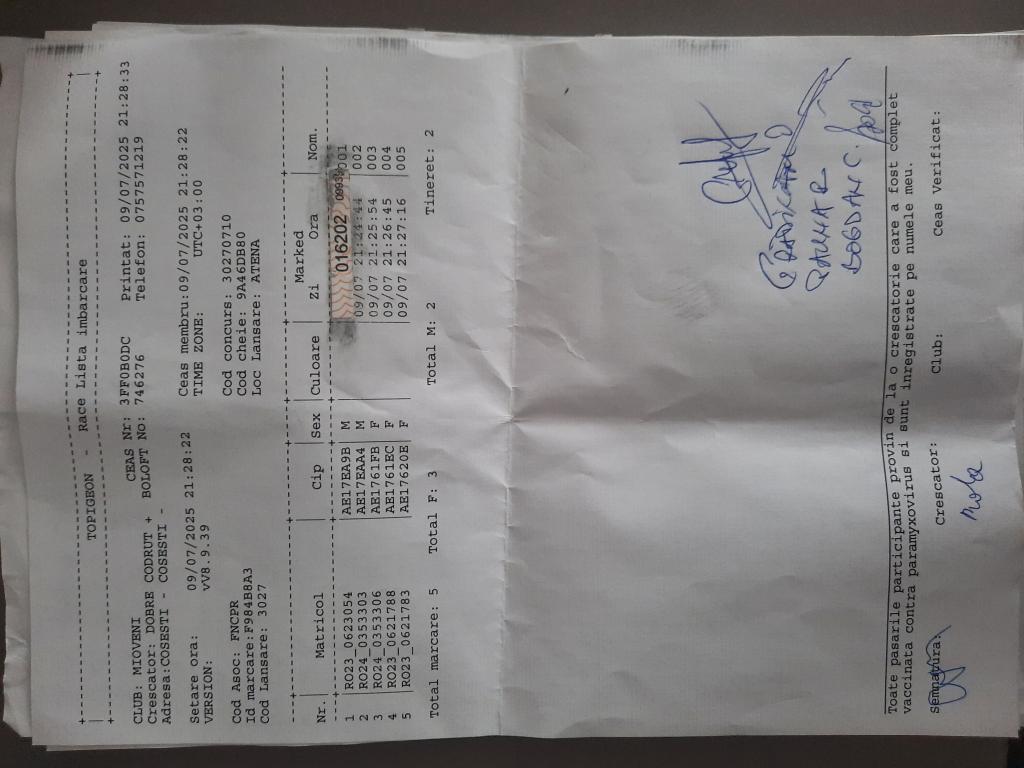 TOPIGEON - Race Lista imbarcare
CLUB: MIOVENI CEAS Nr: 3FF0B0DC Printat: 09/07/2025 21:28:33
Crescator: DOBRE CODRUT + BOLOFT No: 746276 Telefon: 0757571219
Adresa:COSESTI - COSESTI -
Setare ora: 09/07/2025 21:28:22 Ceas membru:09/07/2025 21:28:22
VERSION: vV8.9.39 TIME ZONE: UTC+03:00
Cod Asoc: FNCPR Cod concurs: 30270710
Id marcare:F984B8A3 Cod cheie: 9A46DB80
Cod Lansare: 3027 Loc Lansare: ATENA
Marked
Nr. Matricol Cip Sex Culoare Zi Ora Nom.
016202
1 RO23_0623054 AE17EA9B M 001
2 RO24_0353303 AE17EAA4 M 09/07 21:24:44 002
3 RO24_0353306 AE1761FB F 09/07 21:25:54 003
4 RO23_0621788 AE1761EC F 09/07 21:26:45 004
5 RO23_0621783 AE17620E F 09/07 21:27:16 005
Total marcare: 5 Total F: 3 Total M: 2 Tineret: 2
BOGDAN C.
Toate pasarile participante provin de la o crescatorie care a fost complet
vaccinata contra paramyxovirus si sunt inregistrate pe numele meu.
Semnatura: Crescator: Club: Ceas Verificat: